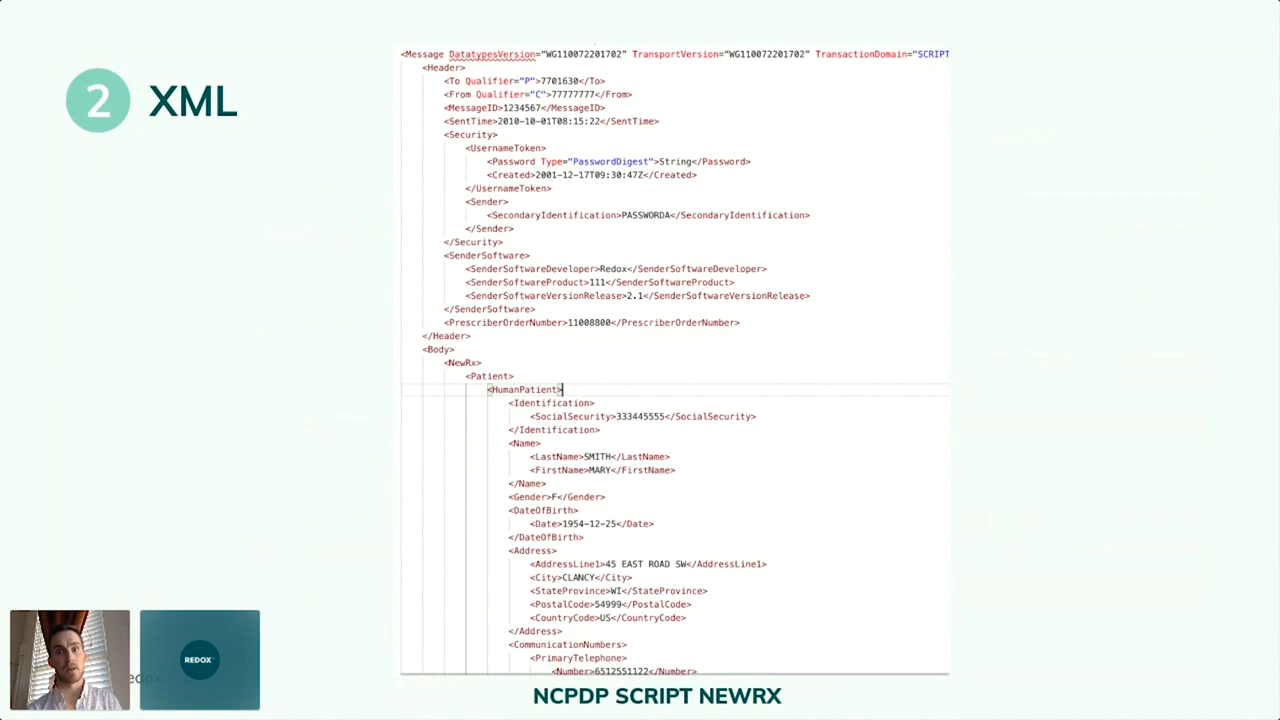 2 XML
<Message DatatypesVersion="WG110072201702" TransportVersion="WG110072201702" TransactionDomain="SCRIPT
<Header>
<To Qualifier="P">7701630</To>
<From Qualifier="C">77777777</From>
<MessageID>1234567</MessageID>
<SentTime>2010-10-01T08:15:22</SentTime>
<Security>
<UsernameToken>
<Password Type="PasswordDigest">String</Password>
<Created>2001-12-17T09:30:47Z</Created>
</UsernameToken>
<Sender>
<SecondaryIdentification>PASSWORDA</SecondaryIdentification>
</Sender>
</Security>
<SenderSoftware>
<SenderSoftwareDeveloper>Redox</SenderSoftwareDeveloper>
<SenderSoftwareProduct>111</SenderSoftwareProduct>
<SenderSoftwareVersionRelease>2.1</SenderSoftwareVersionRelease>
</SenderSoftware>
<PrescriberOrderNumber>11008800</PrescriberOrderNumber>
</Header>
<Body>
<NewRx>
<Patient>
<HumanPatient>
<Identification>
<SocialSecurity>333445555</SocialSecurity>
</Identification>
<Name>
<LastName>SMITH</LastName>
<FirstName>MARY</FirstName>
</Name>
<Gender>F</Gender>
<DateOfBirth>
<Date>1954-12-25</Date>
</DateOfBirth>
<Address>
<AddressLine1>45 EAST ROAD SW</AddressLine1>
<City>CLANCY</City>
<StateProvince>WI</StateProvince>
<PostalCode>54999</PostalCode>
<CountryCode>US</CountryCode>
</Address>
<CommunicationNumbers>
<PrimaryTelephone>
<Number>6512551122</Number>
REDOX
NCPDP SCRIPT NEWRX